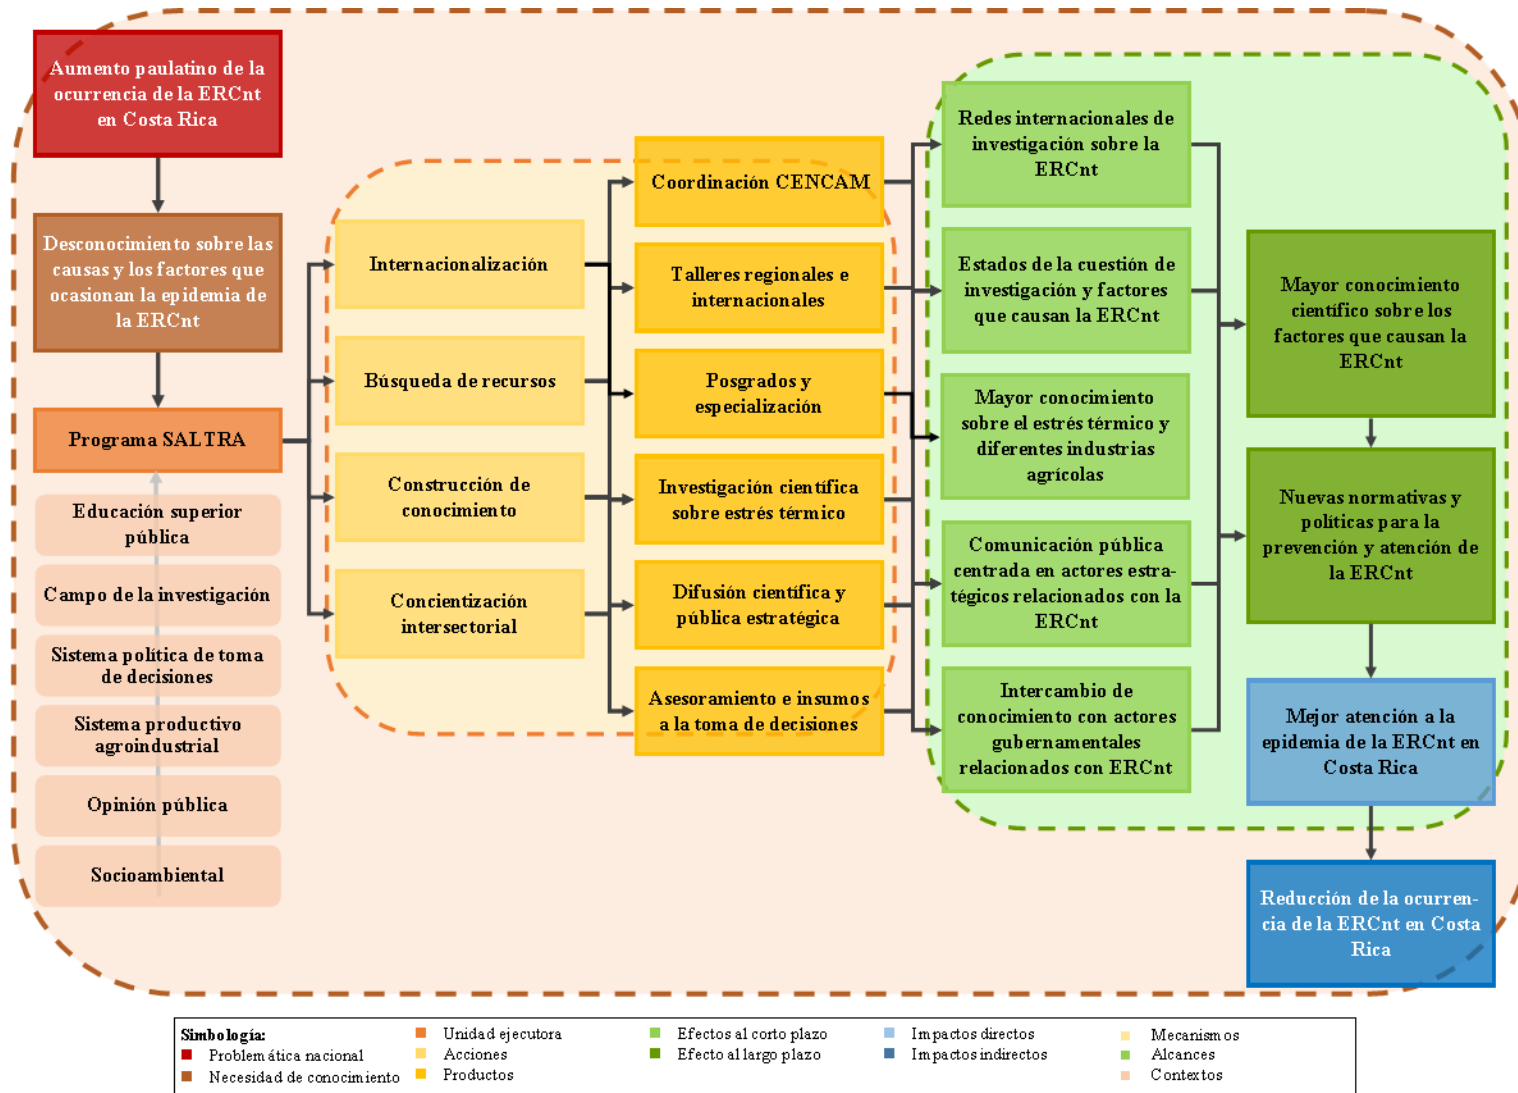 Aumento paulatino de la
ocurrencia de la ERCnt
en Costa Rica
Desconocimiento sobre las
causas y los factores que
ocasionan la epidemia de
la ERCnt
Programa SALTRA
Educación superior
pública
Campo de la investigación
Sistema política de toma
de decisiones
Sistema productivo
agroindustrial
Opinión pública
Socioambiental
Internacionalización
Búsqueda de recursos
Construcción de
conocimiento
Concientización
intersectorial
Coordinación CENCAM
Talleres regionales e
internacionales
Posgrados y
especialización
Investigación científica
sobre estrés térmico
Difusión científica y
pública estratégica
Asesoramiento e insumos
a la toma de decisiones
Redes internacionales de
investigación sobre la
ERCnt
Estados de la cuestión de
investigación y factores
que causan la ERCnt
Mayor conocimiento
sobre el estrés térmico y
diferentes industrias
agrícolas
Comunicación pública
centrada en actores estra-
tégicos relacionados con la
ERCnt
Intercambio de
conocimiento con actores
gubernamentales
relacionados con ERCnt
Mayor conocimiento
científico sobre los
factores que causan la
ERCnt
Nuevas normativas y
políticas para la
prevención y atención de
la ERCnt
Mejor atención a la
epidemia de la ERCnt en
Costa Rica
Reducción de la ocurren-
cia de la ERCnt en Costa
Rica
Simbología:
Problemática nacional
Necesidad de conocimiento
Unidad ejecutora
Acciones
Productos
Efectos al corto plazo
Efecto al largo plazo
Impactos directos
Impactos indirectos
Mecanismos
Alcances
Contextos